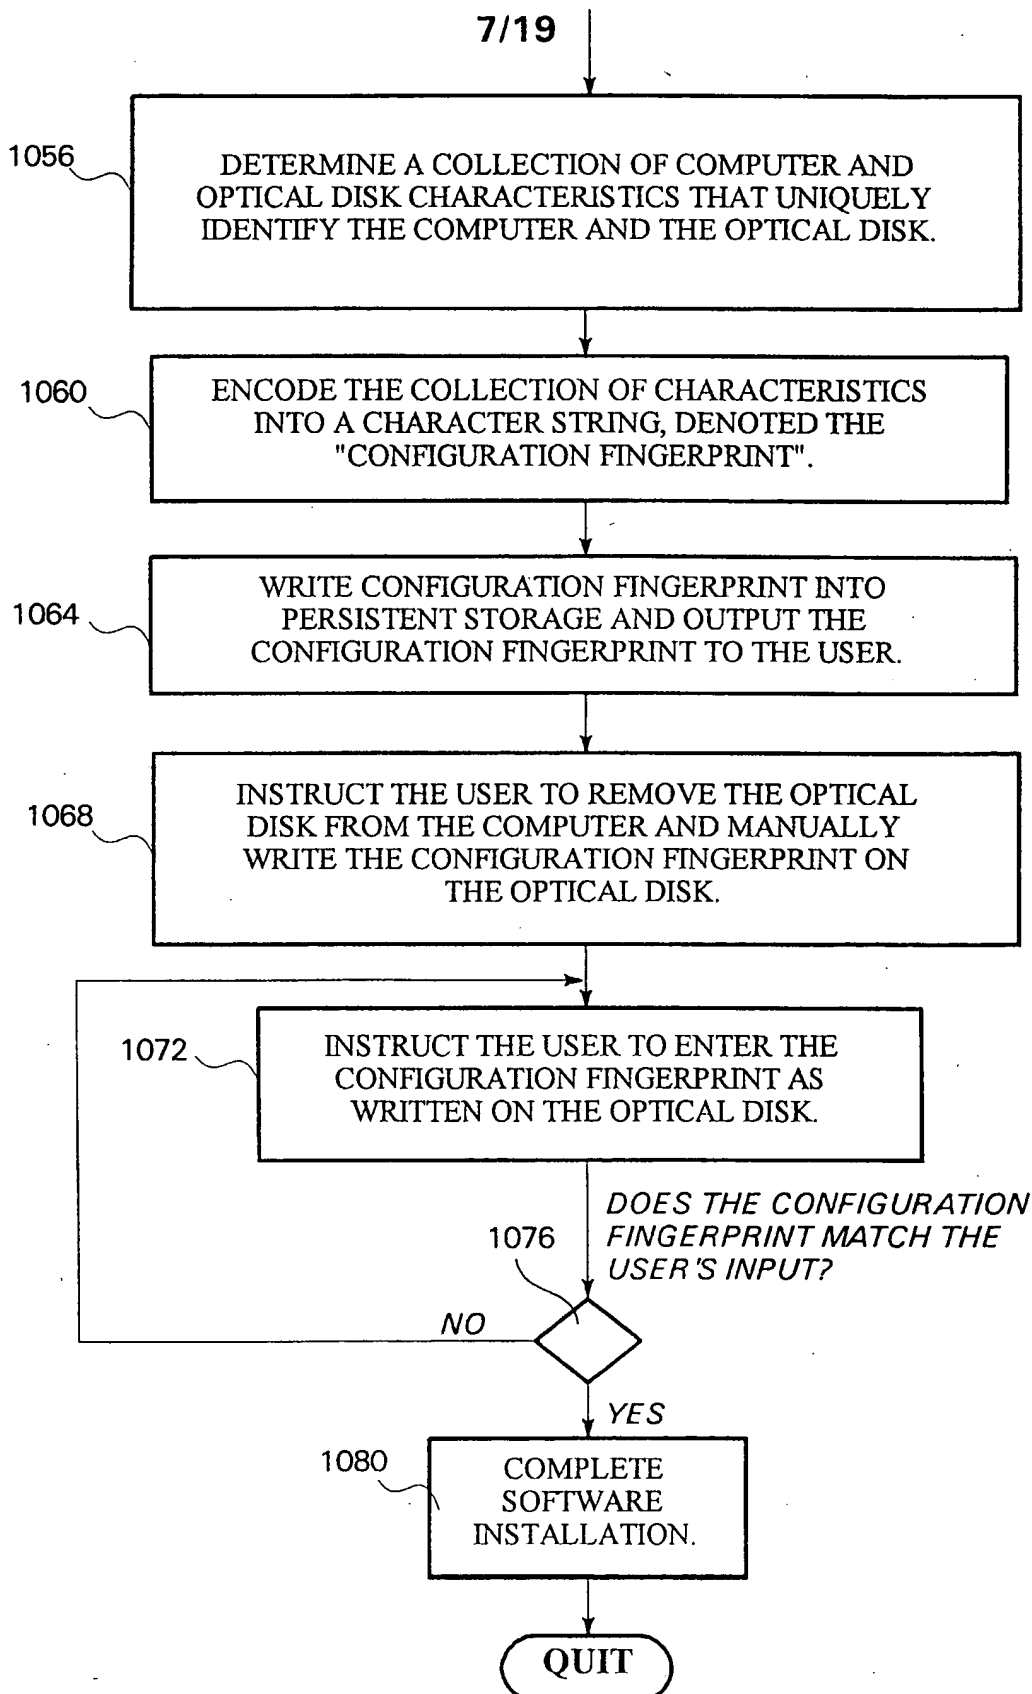 7/19
1056
DETERMINE A COLLECTION OF COMPUTER AND
OPTICAL DISK CHARACTERISTICS THAT UNIQUELY
IDENTIFY THE COMPUTER AND THE OPTICAL DISK.
1060
ENCODE THE COLLECTION OF CHARACTERISTICS
INTO A CHARACTER STRING, DENOTED THE
"CONFIGURATION FINGERPRINT".
1064
WRITE CONFIGURATION FINGERPRINT INTO
PERSISTENT STORAGE AND OUTPUT THE
CONFIGURATION FINGERPRINT TO THE USER.
1068
INSTRUCT THE USER TO REMOVE THE OPTICAL
DISK FROM THE COMPUTER AND MANUALLY
WRITE THE CONFIGURATION FINGERPRINT ON
THE OPTICAL DISK.
1072
INSTRUCT THE USER TO ENTER THE
CONFIGURATION FINGERPRINT AS
WRITTEN ON THE OPTICAL DISK.
DOES THE CONFIGURATION
FINGERPRINT MATCH THE
USER'S INPUT?
1076
NO
YES
1080
COMPLETE
SOFTWARE
INSTALLATION.
QUIT